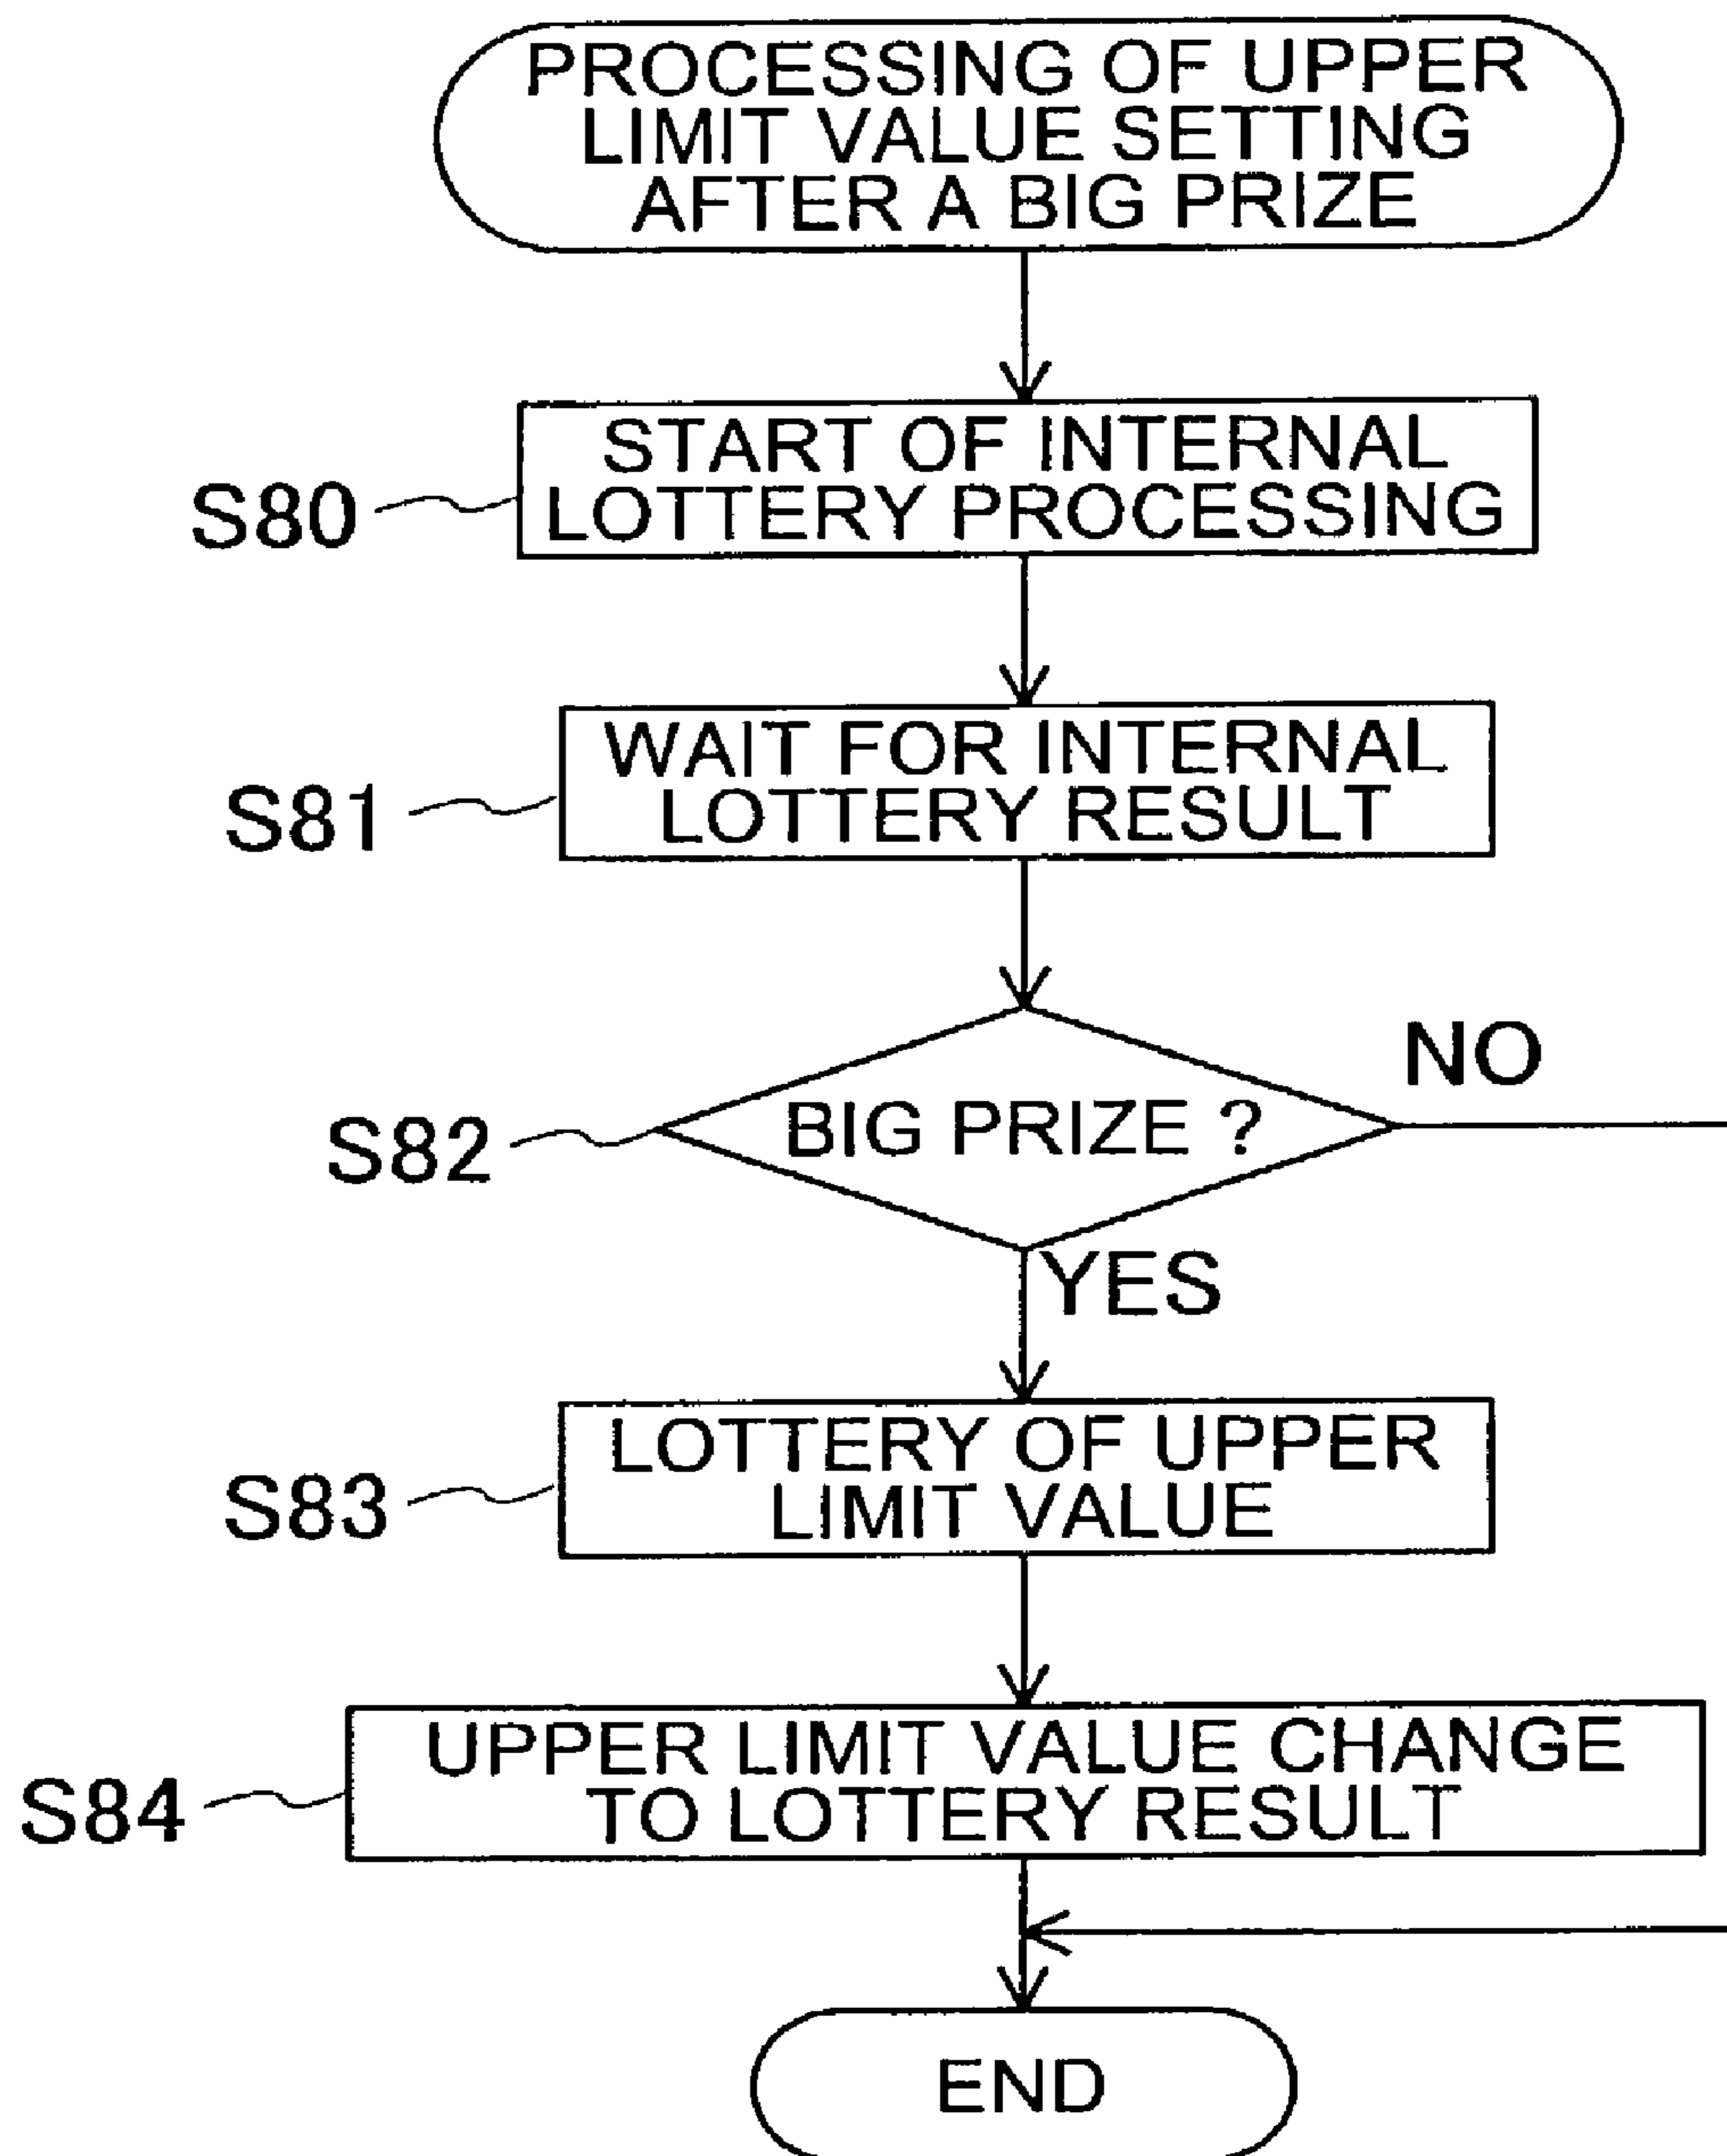 PROCESSING OF UPPER
LIMIT VALUE SETTING
AFTER A BIG PRIZE
START OF INTERNAL
LOTTERY PROCESSING
S80
WAIT FOR INTERNAL
LOTTERY RESULT
S81
NO
BIG PRIZE ?
S82
YES
LOTTERY OF UPPER
LIMIT VALUE
S83
UPPER LIMIT VALUE CHANGE
TO LOTTERY RESULT
S84
END